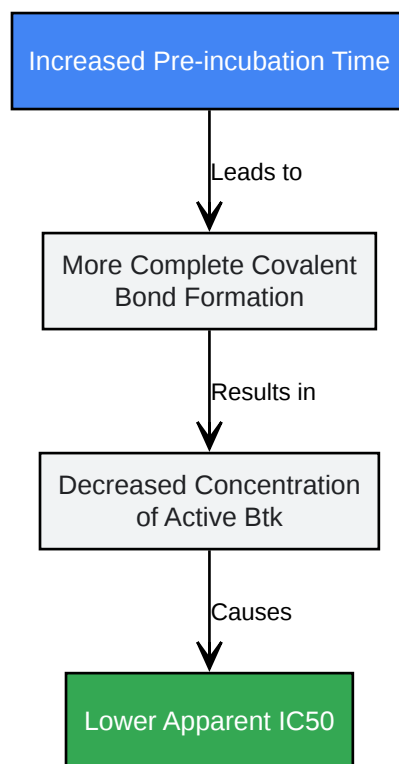 Increased Pre-incubation Time
Leads to
More Complete Covalent
Bond Formation
Results in
Decreased Concentration
of Active Btk
Causes
Lower Apparent IC50